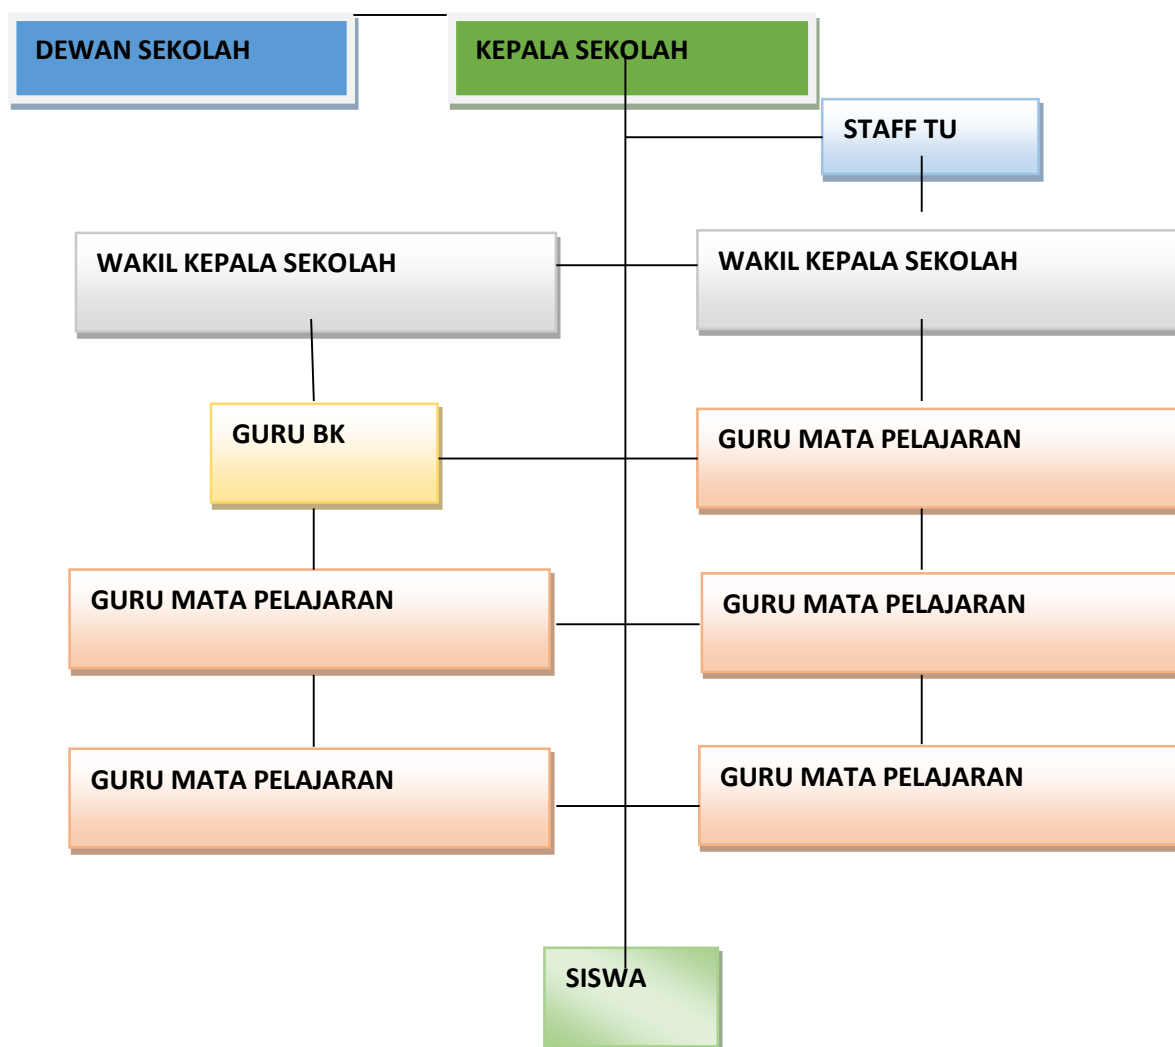 DEWAN SEKOLAH
KEPALA SEKOLAH
STAFF TU
WAKIL KEPALA SEKOLAH
WAKIL KEPALA SEKOLAH
GURU BK
GURU MATA PELAJARAN
GURU MATA PELAJARAN
GURU MATA PELAJARAN
GURU MATA PELAJARAN
GURU MATA PELAJARAN
SISWA